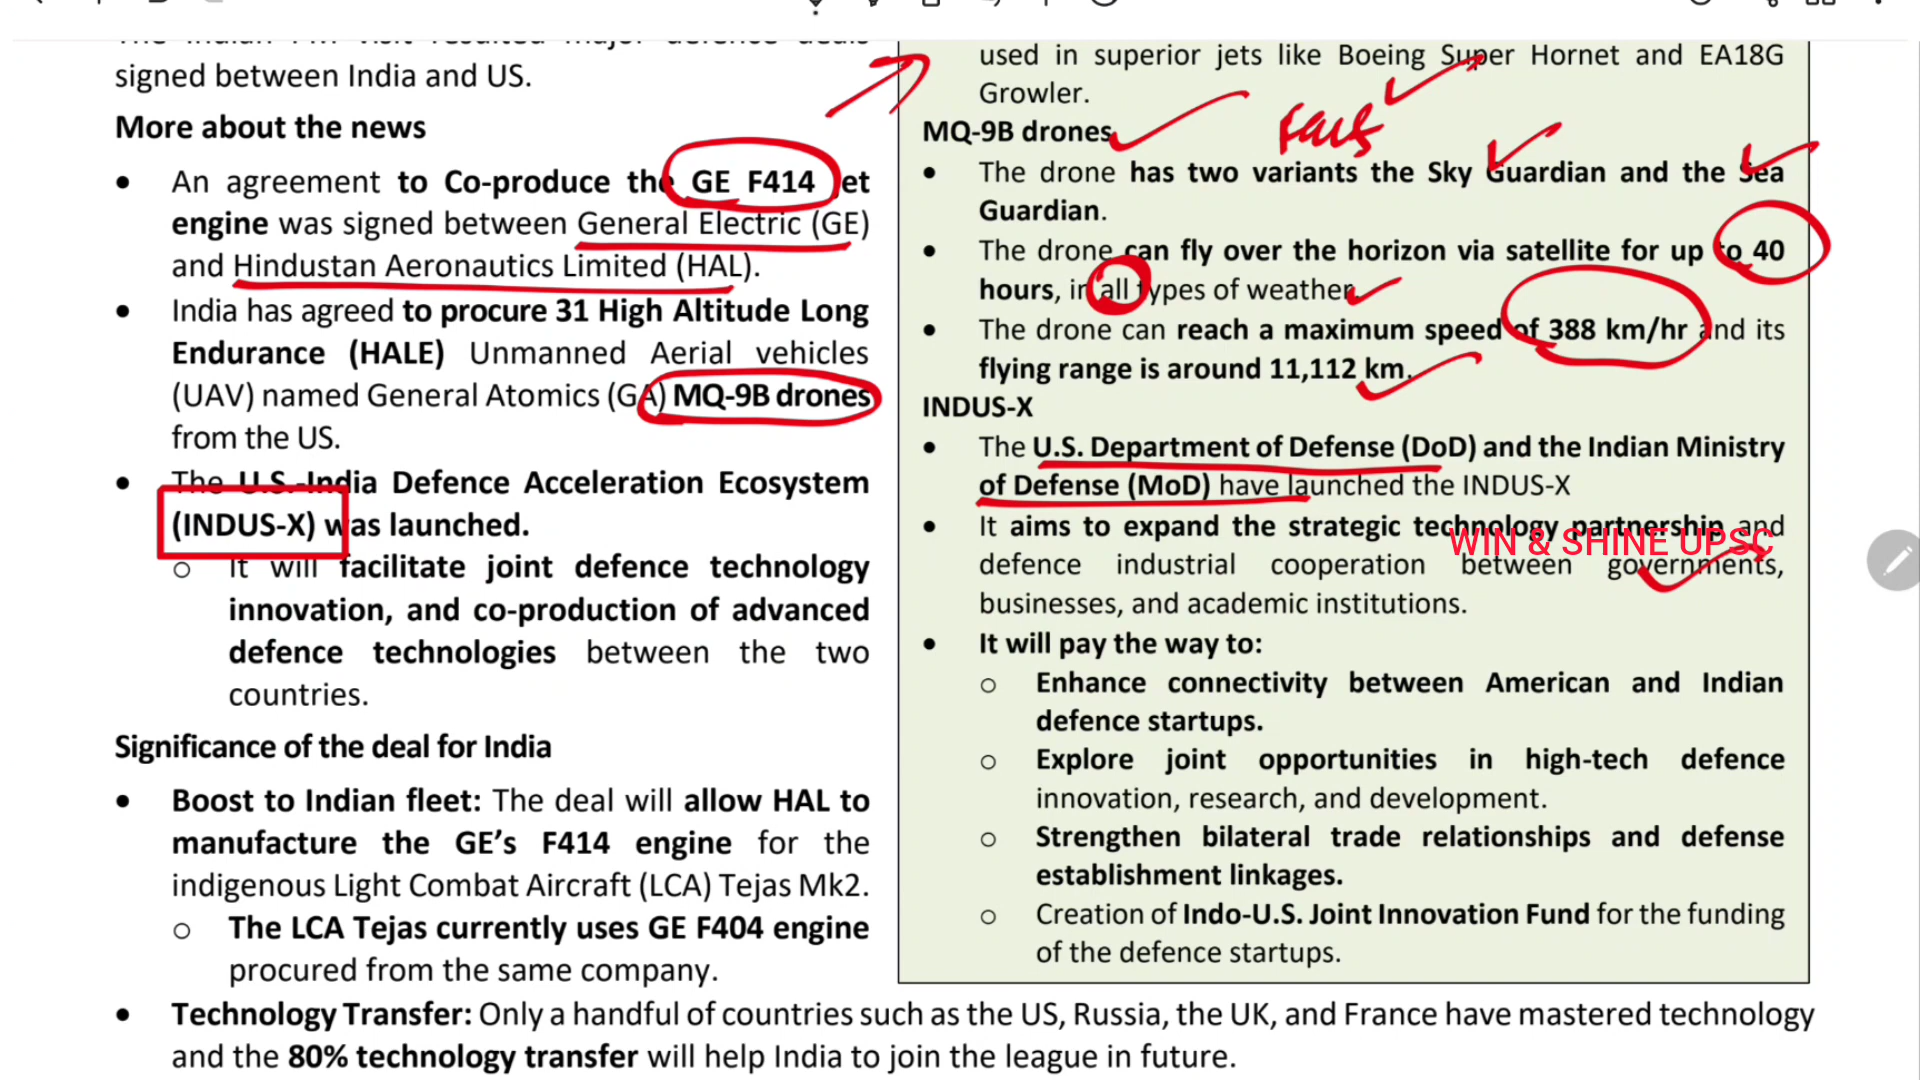 signed between India and US.
More about the news
• An agreement to Co-produce the GE F414 jet
engine was signed between General Electric (GE)
and Hindustan Aeronautics Limited (HAL).
• India has agreed to procure 31 High Altitude Long
Endurance (HALE) Unmanned Aerial vehicles
(UAV) named General Atomics (GA) MQ-9B drones
from the US.
• The U.S.-India Defence Acceleration Ecosystem
(INDUS-X) was launched.
o It will facilitate joint defence technology
innovation, and co-production of advanced
defence technologies between the two
countries.
Significance of the deal for India
• Boost to Indian fleet: The deal will allow HAL to
manufacture the GE's F414 engine for the
indigenous Light Combat Aircraft (LCA) Tejas Mk2.
o The LCA Tejas currently uses GE F404 engine
procured from the same company.
used in superior jets like Boeing Super Hornet and EA18G
Growler.
MQ-9B drones
• The drone has two variants the Sky Guardian and the Sea
Guardian.
• The drone can fly over the horizon via satellite for up to 40
hours, in all types of weather.
• The drone can reach a maximum speed of 388 km/hr and its
flying range is around 11,112 km.
INDUS-X
• The U.S. Department of Defense (DoD) and the Indian Ministry
of Defense (MoD) have launched the INDUS-X
• It aims to expand the strategic technology partnership and
WIN & SHINE UPSC
defence industrial cooperation between governments,
businesses, and academic institutions.
• It will pay the way to:
o Enhance connectivity between American and Indian
defence startups.
o Explore joint opportunities in high-tech defence
innovation, research, and development.
o Strengthen bilateral trade relationships and defense
establishment linkages.
o Creation of Indo-U.S. Joint Innovation Fund for the funding
of the defence startups.
• Technology Transfer: Only a handful of countries such as the US, Russia, the UK, and France have mastered technology
and the 80% technology transfer will help India to join the league in future.